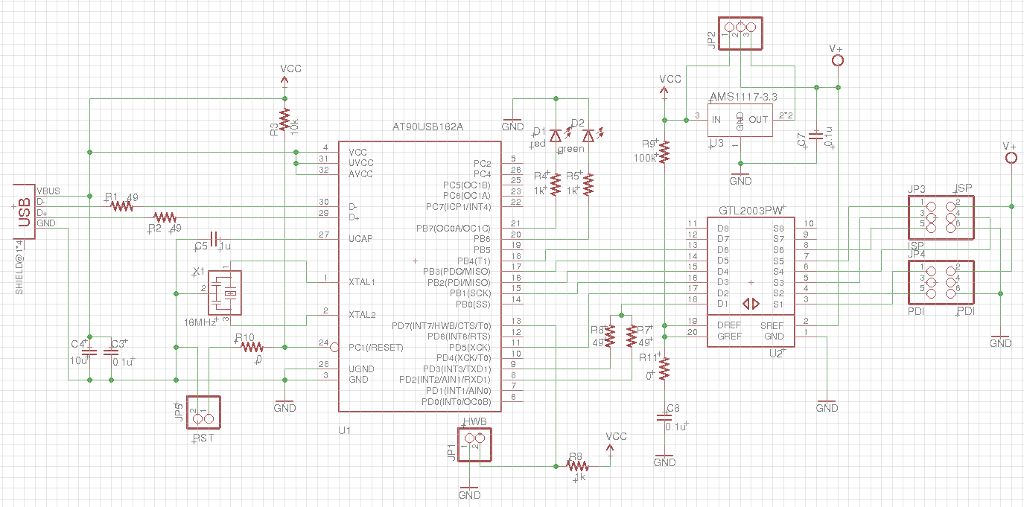 JP2
1 2 3
V+
VCC
VCC
AMS1117-3.3
3 IN GND OUT 2*2
1
U3
C7 0.1u
GND
R3 10k
AT90USB162A
GND
D1 red
D2 green
R9 100k
V+
R4 1k
R5 1k
4 VCC
31 UVCC
32 AVCC
PC2 5
PC4 26
PC5(OC1B) 25
PC6(OC1A) 23
PC7(ICP1/INT4) 22
USB
VBUS
D-
D+
GND
SHIELD@1*4
R1 49
R2 49
30 D-
29 D+
27 UCAP
PB7(OC0A/OC1C) 21
PB6 20
PB5 19
PB4(T1) 18
PB3(PDO/MISO) 17
PB2(PDI/MOSI) 16
PB1(SCK) 15
PB0(SS) 14
C5 1u
X1
1
2
3
16MHz
1 XTAL1
2 XTAL2
GTL2003PW
11 D8 S8 10
12 D7 S7 9
13 D6 S6 8
14 D5 S5 7
15 D4 S4 6
16 D3 S3 5
17 D2 S2 4
18 D1 S1 3
19 DREF SREF 2
20 GREF GND 1
U2
JP3 ISP
1 2
3 4
5 6
ISP
JP4
1 2
3 4
5 6
PDI PDI
GND
PD7(INT7/HWB/CTS/T0) 13
PD6(INT6/RTS) 12
PD5(XCK) 11
PD4(XCK/T0) 10
PD3(INT3/TXD1) 9
PD2(INT2/AIN1/RXD1) 8
PD1(INT1/AIN0) 7
PD0(INT0/OC0B) 6
R6 49
R7 49
R10 0
24 PC1(/RESET)
28 UGND
3 GND
C4 10u
C3 0.1u
R11 0
C6 0.1u
GND
GND
GND
JP5
2 1
RST
U1
HWB
JP1
1 2
GND
VCC
R8 1k